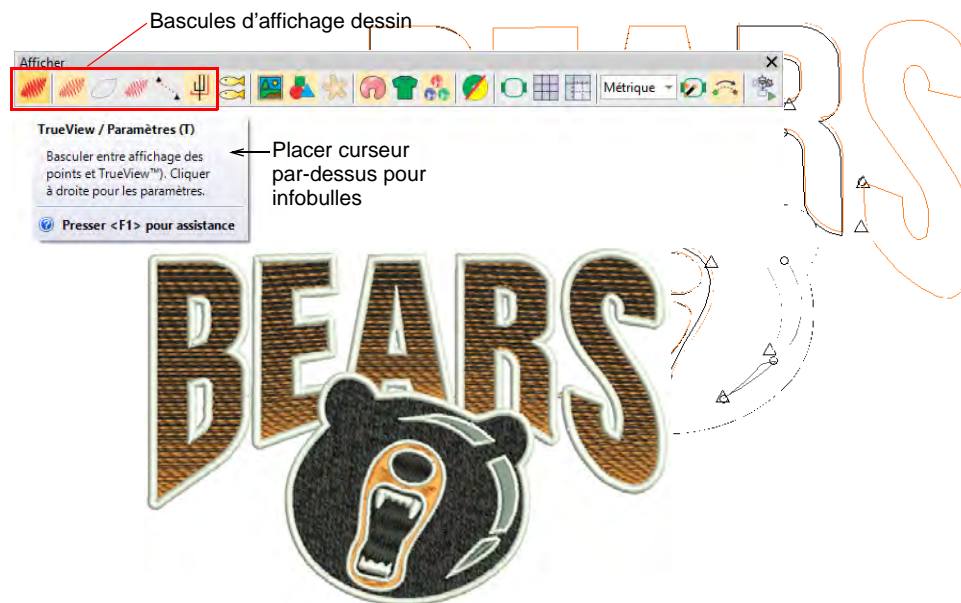 Bascules d'affichage dessin
Afficher
Métrique
TrueView / Paramètres (T)
Basculer entre affichage des
points et TrueView™). Cliquer
à droite pour les paramètres.
Presser <F1> pour assistance
Placer curseur
par-dessus pour
infobulles
BEARS
BEARS